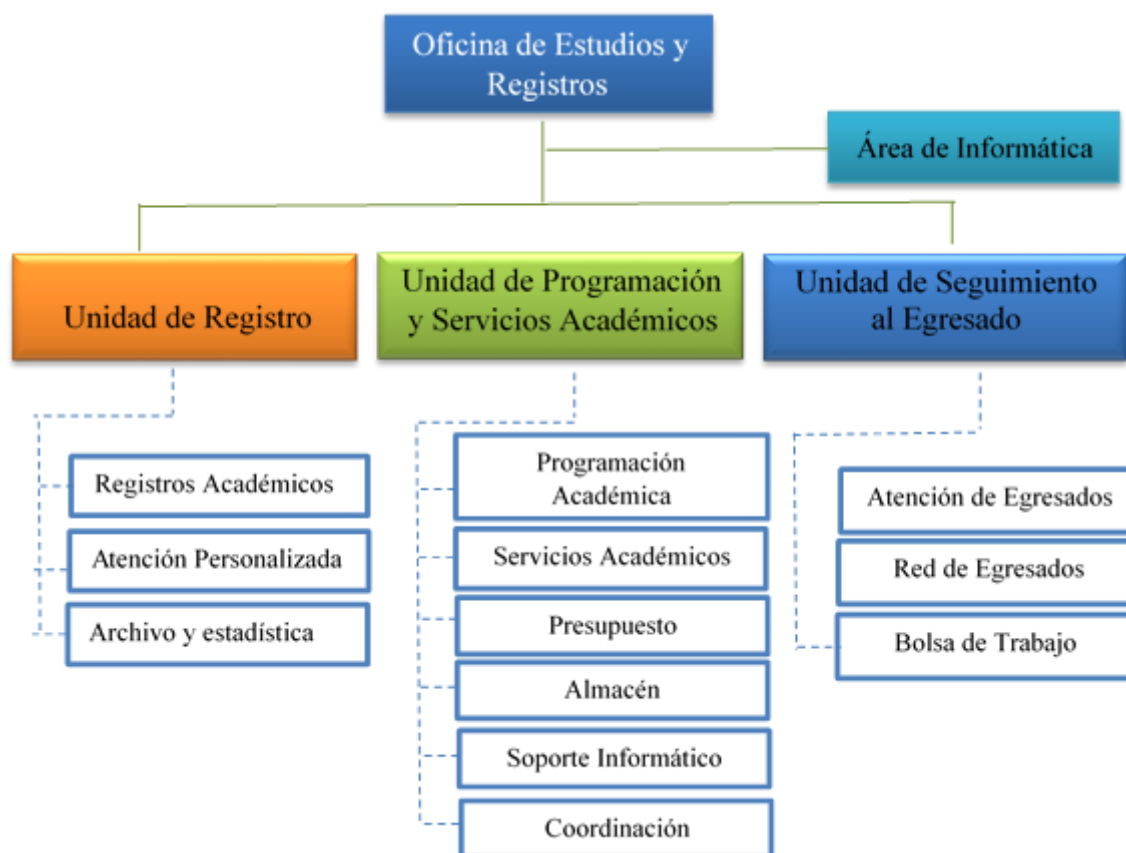 Oficina de Estudios y
Registros
Área de Informática
Unidad de Registro
Unidad de Programación
y Servicios Académicos
Unidad de Seguimiento
al Egresado
Registros Académicos
Atención Personalizada
Archivo y estadística
Programación
Académica
Servicios Académicos
Presupuesto
Almacén
Soporte Informático
Coordinación
Atención de Egresados
Red de Egresados
Bolsa de Trabajo